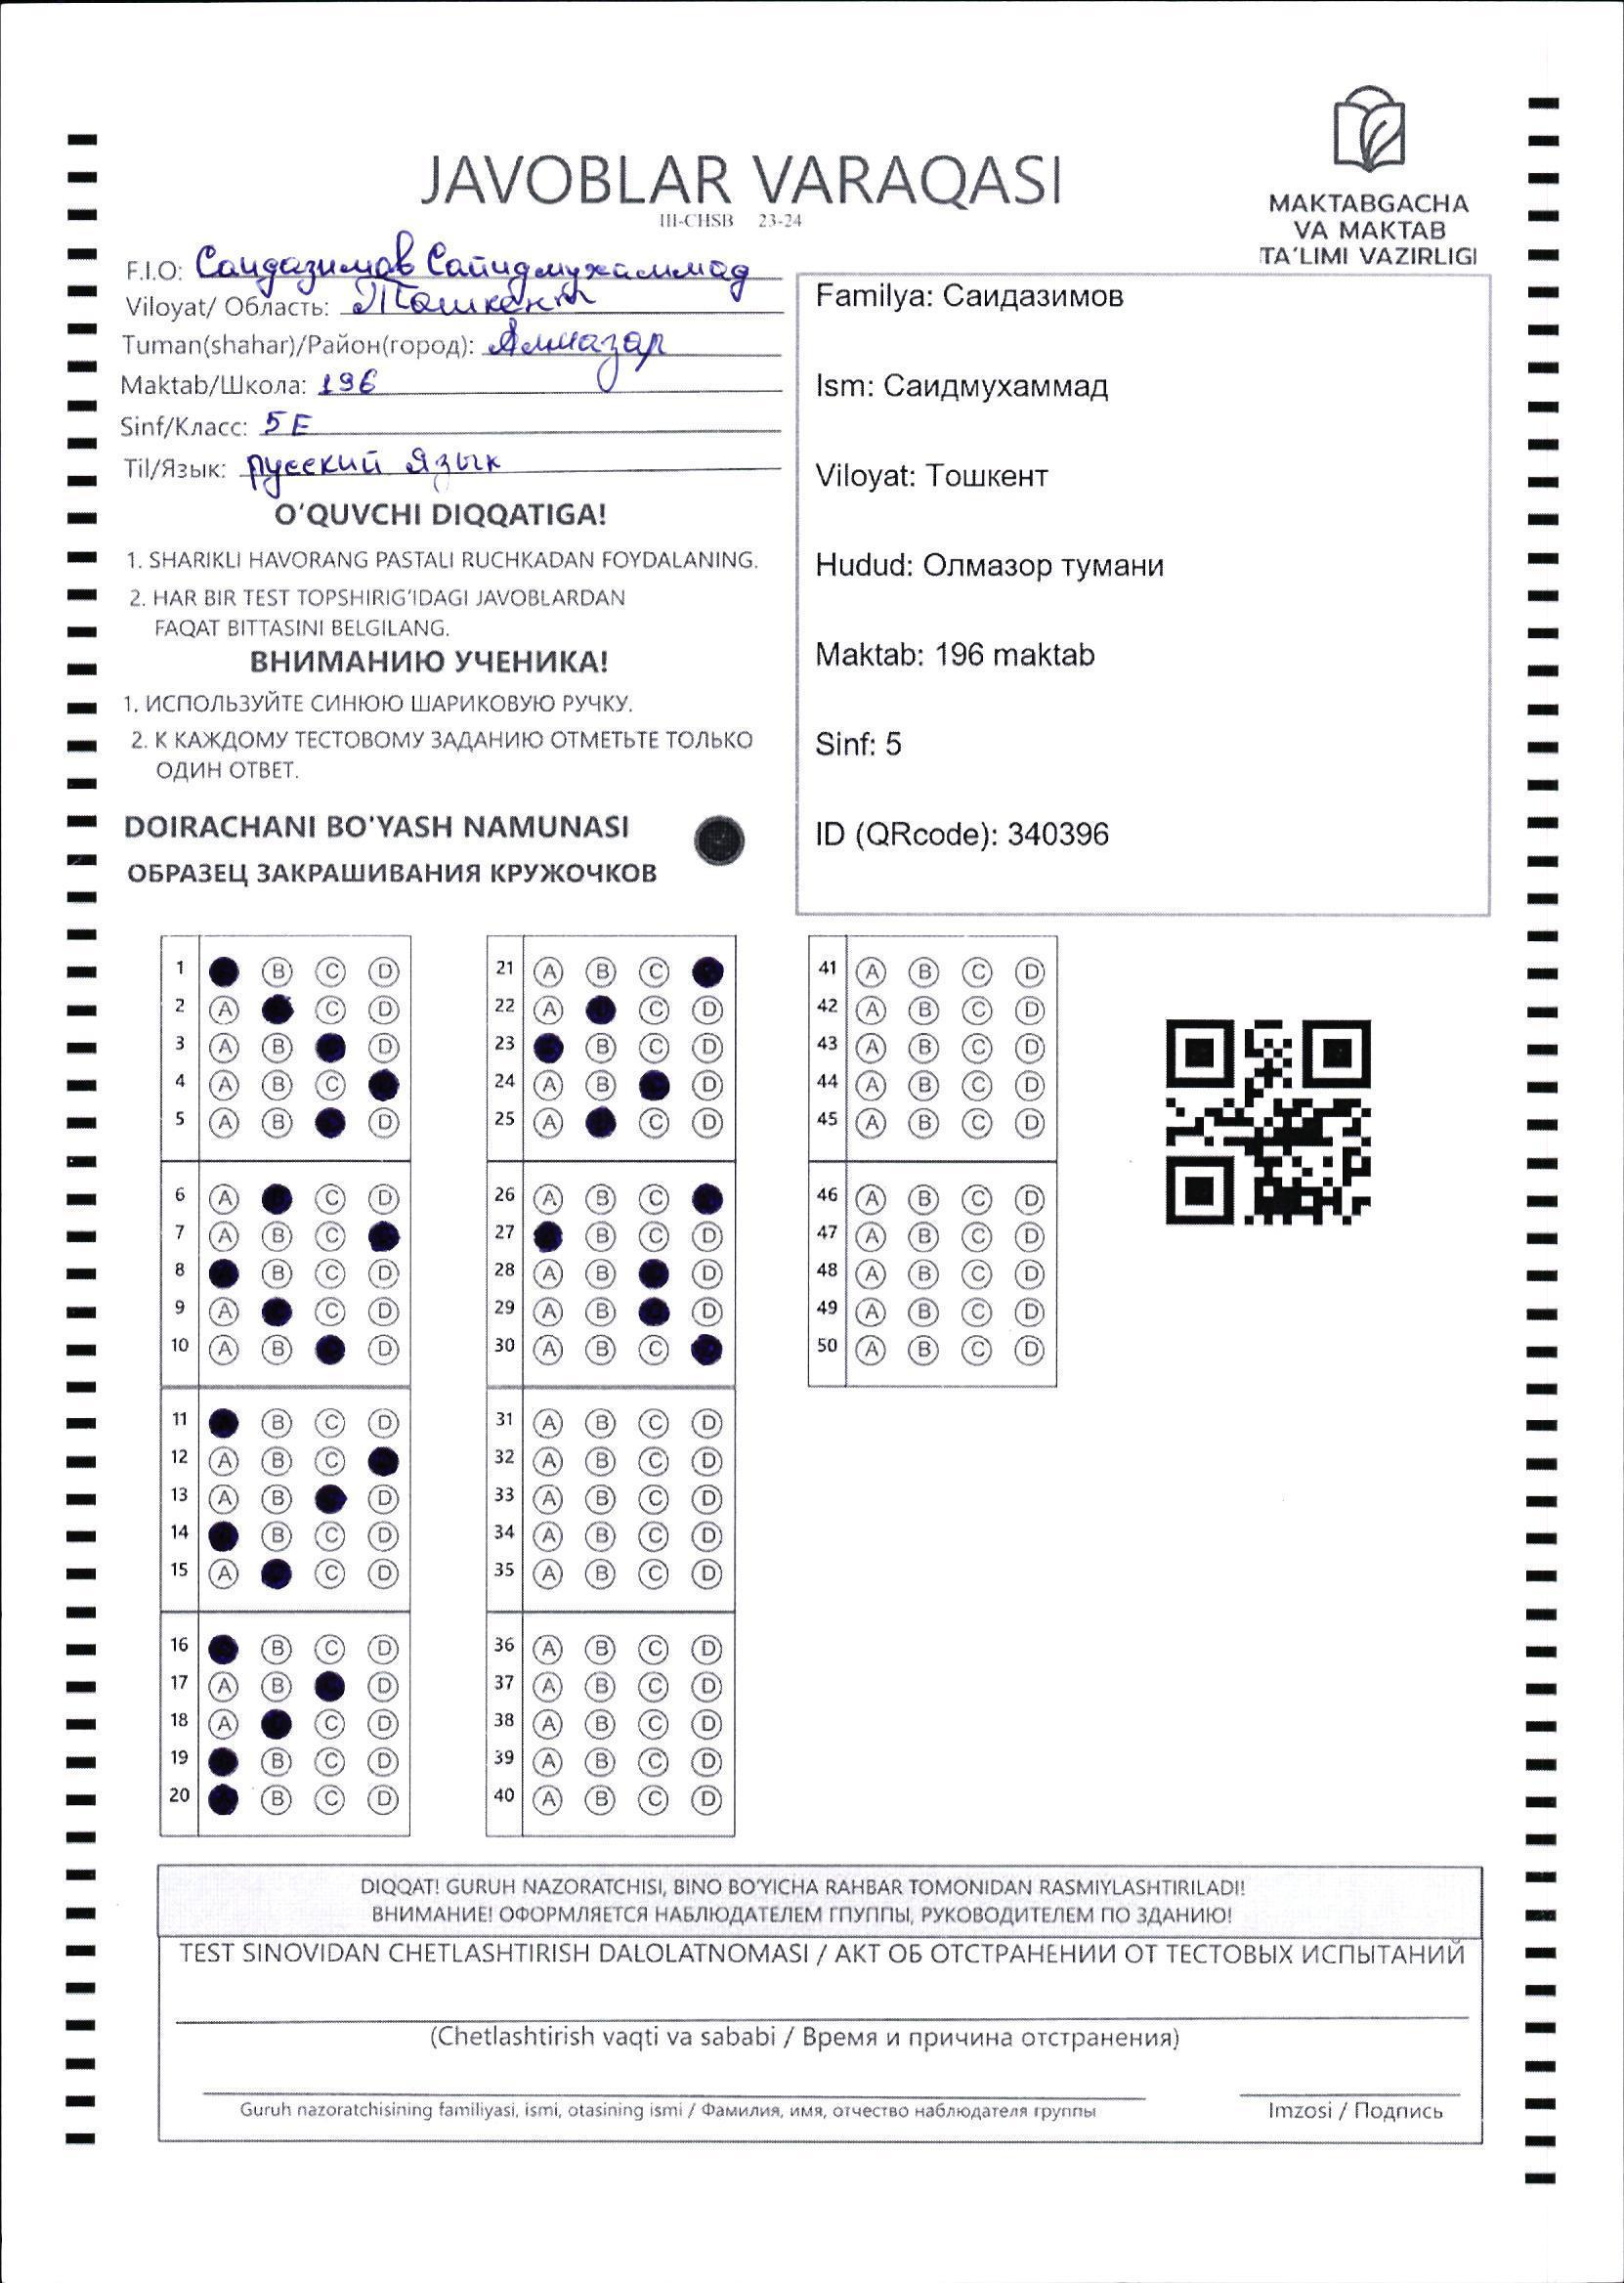 JAVOBLAR VARAQASI
III-CHSB 23-24
MAKTABGACHA
VA MAKTAB
TA'LIMI VAZIRLIGI
F.I.O: Саидазимов Сайидмухаммад
Viloyat/ Область: Ташкент
Tuman(shahar)/Район(город): Алмазар
Maktab/Школа: 196
Sinf/Класс: 5 Е
Til/Язык: русский язык
O'QUVCHI DIQQATIGA!
1. SHARIKLI HAVORANG PASTALI RUCHKADAN FOYDALANING.
2. HAR BIR TEST TOPSHIRIG'IDAGI JAVOBLARDAN
FAQAT BITTASINI BELGILANG.
ВНИМАНИЮ УЧЕНИКА!
1. ИСПОЛЬЗУЙТЕ СИНЮЮ ШАРИКОВУЮ РУЧКУ.
2. К КАЖДОМУ ТЕСТОВОМУ ЗАДАНИЮ ОТМЕТЬТЕ ТОЛЬКО
ОДИН ОТВЕТ.
DOIRACHANI BO'YASH NAMUNASI
ОБРАЗЕЦ ЗАКРАШИВАНИЯ КРУЖОЧКОВ
Familya: Саидазимов
Ism: Саидмухаммад
Viloyat: Тошкент
Hudud: Олмазор тумани
Maktab: 196 maktab
Sinf: 5
ID (QRcode): 340396
1 B C D
2 A C D
3 A B D
4 A B C
5 A B D
6 A C D
7 A B C
8 B C D
9 A C D
10 A B D
11 B C D
12 A B C
13 A B D
14 B C D
15 A C D
16 B C D
17 A B D
18 A C D
19 B C D
20 B C D
21 A B C
22 A C D
23 B C D
24 A B D
25 A C D
26 A B C
27 B C D
28 A B D
29 A B D
30 A B C
31 A B C D
32 A B C D
33 A B C D
34 A B C D
35 A B C D
36 A B C D
37 A B C D
38 A B C D
39 A B C D
40 A B C D
41 A B C D
42 A B C D
43 A B C D
44 A B C D
45 A B C D
46 A B C D
47 A B C D
48 A B C D
49 A B C D
50 A B C D
DIQQAT! GURUH NAZORATCHISI, BINO BO'YICHA RAHBAR TOMONIDAN RASMIYLASHTIRILADI!
ВНИМАНИЕ! ОФОРМЛЯЕТСЯ НАБЛЮДАТЕЛЕМ ГПУППЫ, РУКОВОДИТЕЛЕМ ПО ЗДАНИЮ!
TEST SINOVIDAN CHETLASHTIRISH DALOLATNOMASI / АКТ ОБ ОТСТРАНЕНИИ ОТ ТЕСТОВЫХ ИСПЫТАНИЙ
(Chetlashtirish vaqti va sababi / Время и причина отстранения)
Guruh nazoratchisining familiyasi, ismi, otasining ismi / Фамилия, имя, отчество наблюдателя группы
Imzosi / Подпись